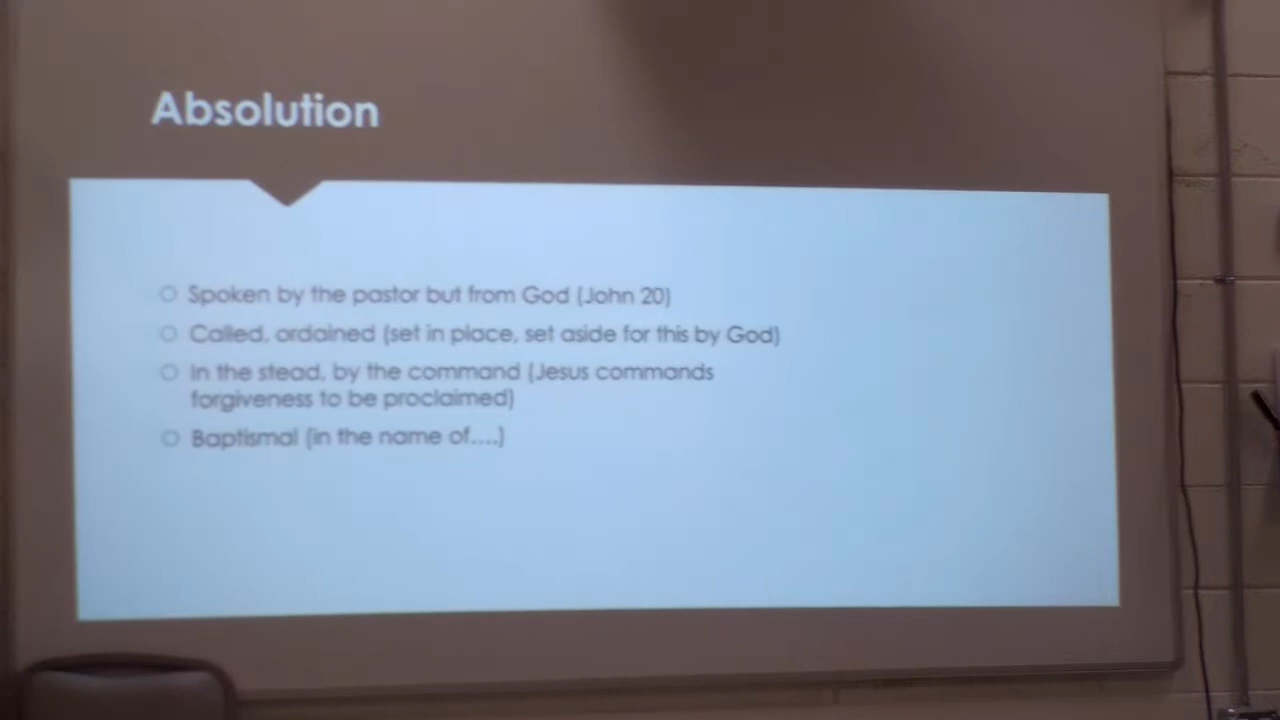 Absolution
Spoken by the pastor but from God (John 20)
Called, ordained (set in place, set aside for this by God)
In the stead, by the command (Jesus commands
forgiveness to be proclaimed)
Baptismal (in the name of....)